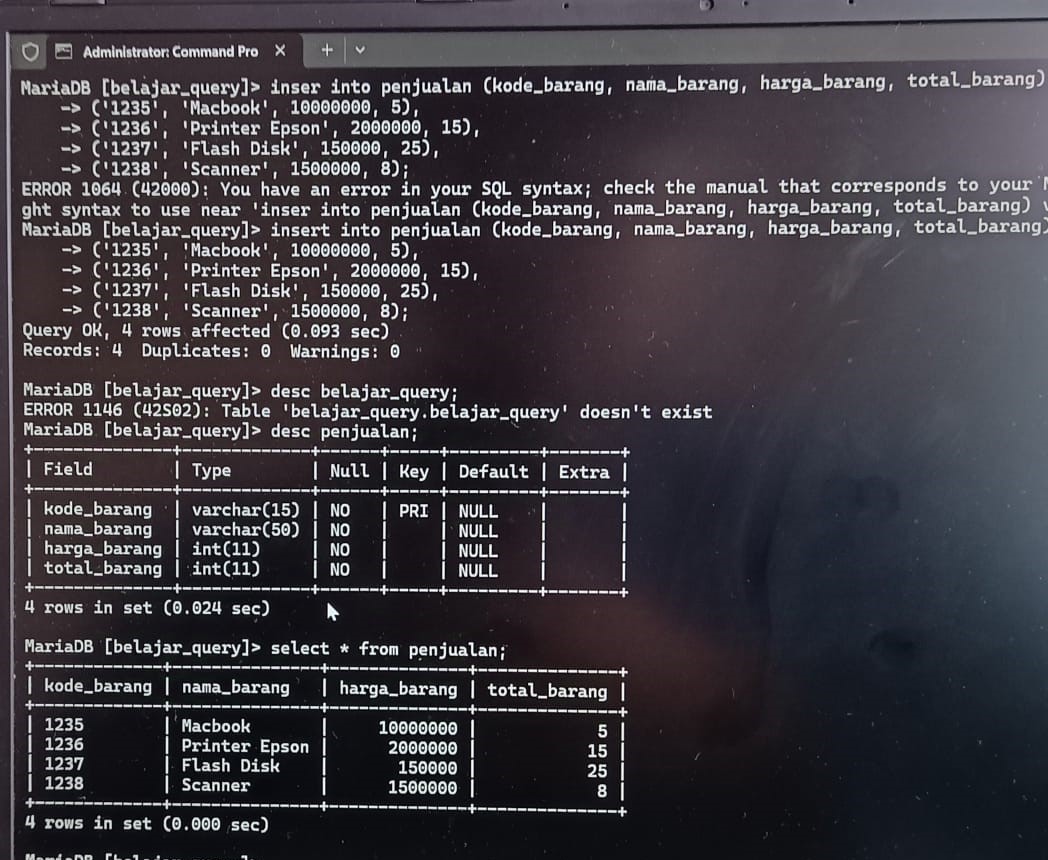 Administrator: Command Pro
MariaDB [belajar_query]> inser into penjualan (kode_barang, nama_barang, harga_barang, total_barang)
-> ('1235', 'Macbook', 10000000, 5),
-> ('1236', 'Printer Epson', 2000000, 15),
-> ('1237', 'Flash Disk', 150000, 25),
-> ('1238', 'Scanner', 1500000, 8);
ERROR 1064 (42000): You have an error in your SQL syntax; check the manual that corresponds to your
ght syntax to use near 'inser into penjualan (kode_barang, nama_barang, harga_barang, total_barang)
MariaDB [belajar_query]> insert into penjualan (kode_barang, nama_barang, harga_barang, total_barang)
-> ('1235', 'Macbook', 10000000, 5),
-> ('1236', 'Printer Epson', 2000000, 15),
-> ('1237', 'Flash Disk', 150000, 25),
-> ('1238', 'Scanner', 1500000, 8);
Query OK, 4 rows affected (0.093 sec)
Records: 4 Duplicates: 0 Warnings: 0
MariaDB [belajar_query]> desc belajar_query;
ERROR 1146 (42S02): Table 'belajar_query.belajar_query' doesn't exist
MariaDB [belajar_query]> desc penjualan;
| Field | Type | Null | Key | Default | Extra |
| kode_barang | varchar(15) | NO | PRI | NULL | |
| nama_barang | varchar(50) | NO | | NULL | |
| harga_barang | int(11) | NO | | NULL | |
| total_barang | int(11) | NO | | NULL | |
4 rows in set (0.024 sec)
MariaDB [belajar_query]> select * from penjualan;
| kode_barang | nama_barang | harga_barang | total_barang |
| 1235 | Macbook | 10000000 | 5 |
| 1236 | Printer Epson | 2000000 | 15 |
| 1237 | Flash Disk | 150000 | 25 |
| 1238 | Scanner | 1500000 | 8 |
4 rows in set (0.000 sec)